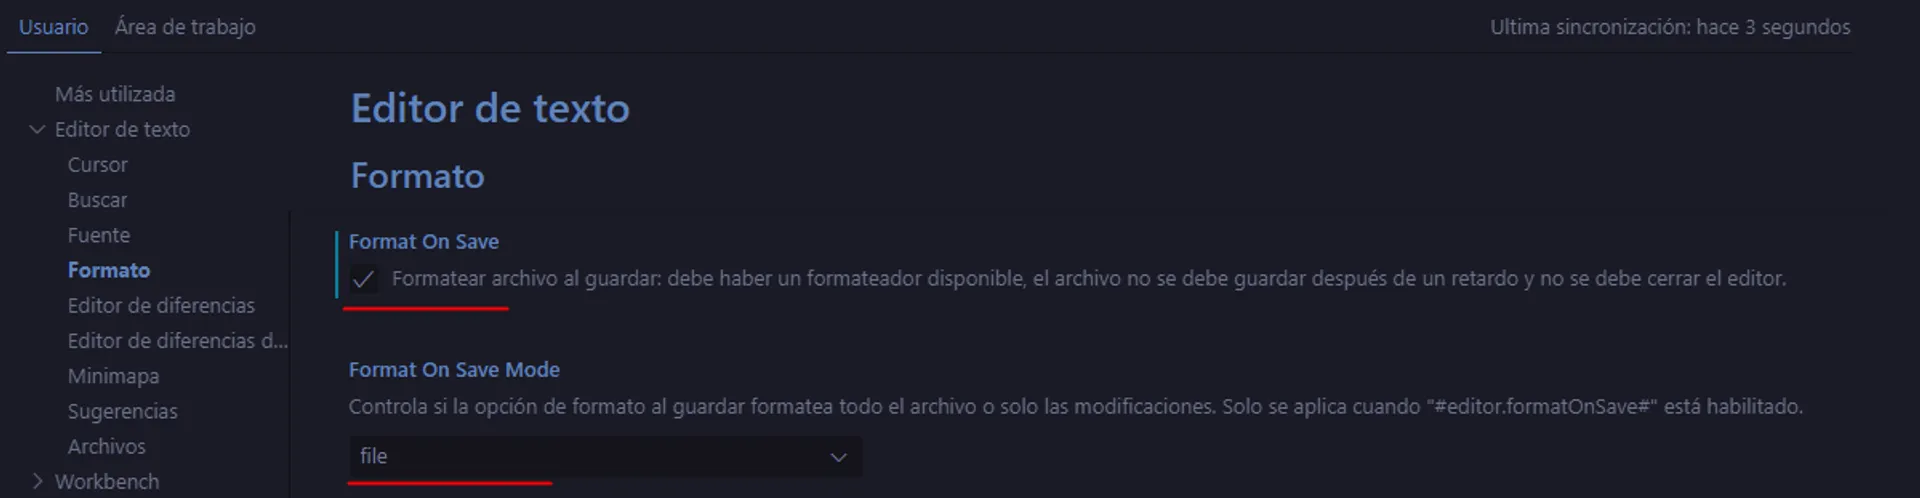 Usuario Área de trabajo
Ultima sincronización: hace 3 segundos
Más utilizada
Editor de texto
Cursor
Buscar
Fuente
Formato
Editor de diferencias
Editor de diferencias d...
Minimapa
Sugerencias
Archivos
Workbench
Editor de texto
Formato
Format On Save
Formatear archivo al guardar: debe haber un formateador disponible, el archivo no se debe guardar después de un retardo y no se debe cerrar el editor.
Format On Save Mode
Controla si la opción de formato al guardar formatea todo el archivo o solo las modificaciones. Solo se aplica cuando "#editor.formatOnSave#" está habilitado.
file